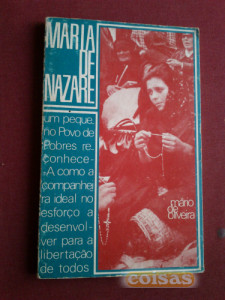 MARIA
DE
NAZARÉ
um peque
no Povo de
Pobres re
conhece-
A como a
companhei
ra ideal no
esforço a
desenvol-
ver para a
libertação
de todos
mário
de
oliveira
coisas